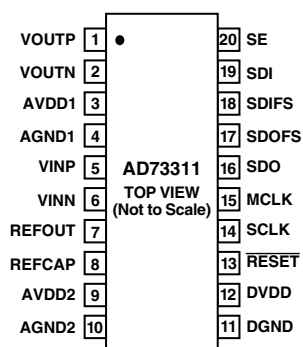 VOUTP 1
VOUTN 2
AVDD1 3
AGND1 4
VINP 5
VINN 6
REFOUT 7
REFCAP 8
AVDD2 9
AGND2 10
AD73311
TOP VIEW
(Not to Scale)
20 SE
19 SDI
18 SDIFS
17 SDOFS
16 SDO
15 MCLK
14 SCLK
13 RESET
12 DVDD
11 DGND